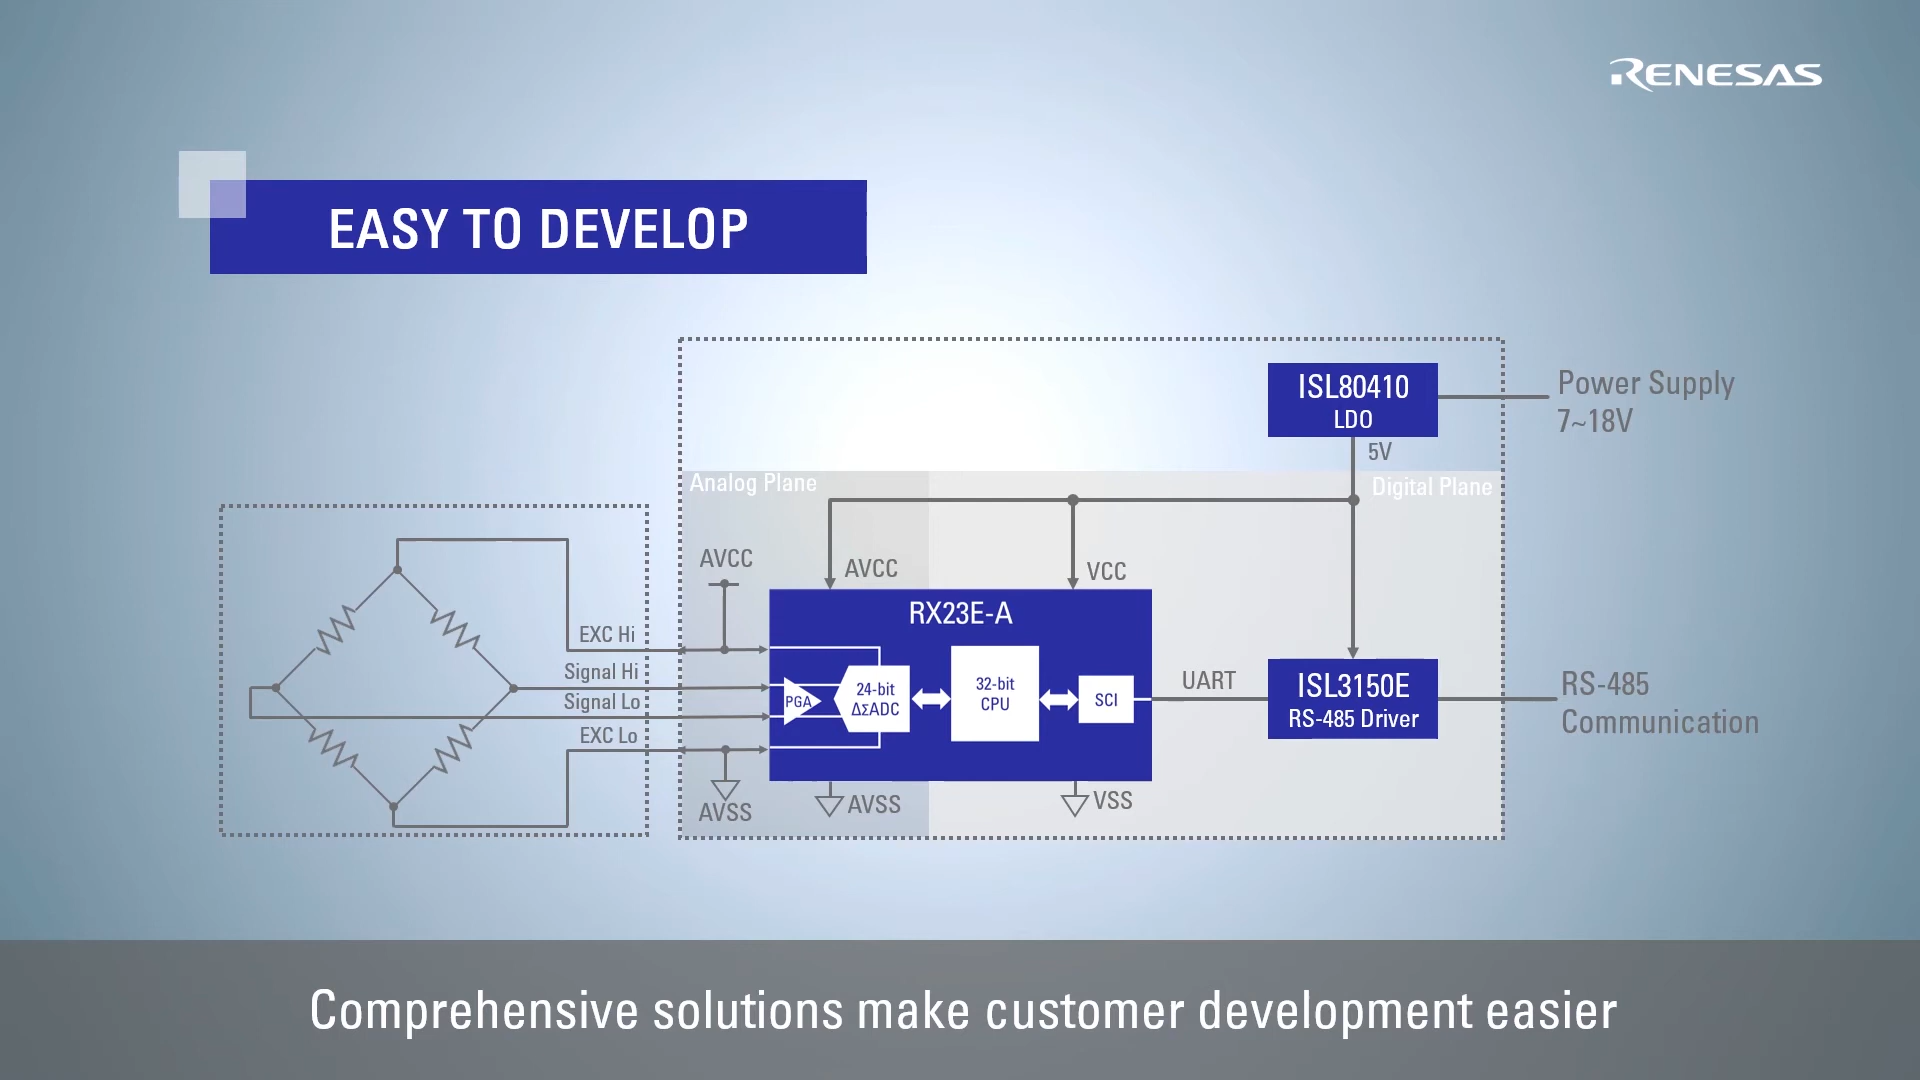 RENESAS
EASY TO DEVELOP
ISL80410
LDO
Power Supply
7~18V
5V
Analog Plane
Digital Plane
AVCC
AVCC
VCC
RX23E-A
EXC Hi
Signal Hi
Signal Lo
EXC Lo
PGA
24-bit
ΔΣADC
32-bit
CPU
SCI
UART
ISL3150E
RS-485 Driver
RS-485
Communication
AVSS
AVSS
VSS
Comprehensive solutions make customer development easier